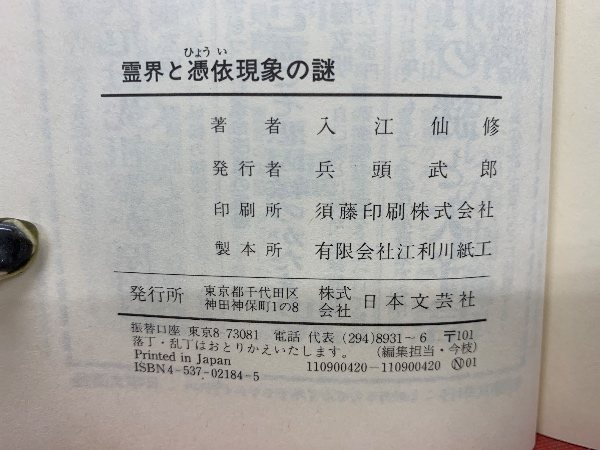 ひょうい
霊界と憑依現象の謎
著者 入江仙修
発行者 兵頭武郎
印刷所 須藤印刷株式会社
製本所 有限会社江利川紙工
発行所 東京都千代田区神田神保町1の8 株式会社 日本文芸社
振替口座 東京8-73081 電話 代表 (294)8931～6 〒101
落丁・乱丁はおとりかえいたします。 (編集担当・今枝)
Printed in Japan 110900420—110900420 Ⓝ01
ISBN4-537-02184-5